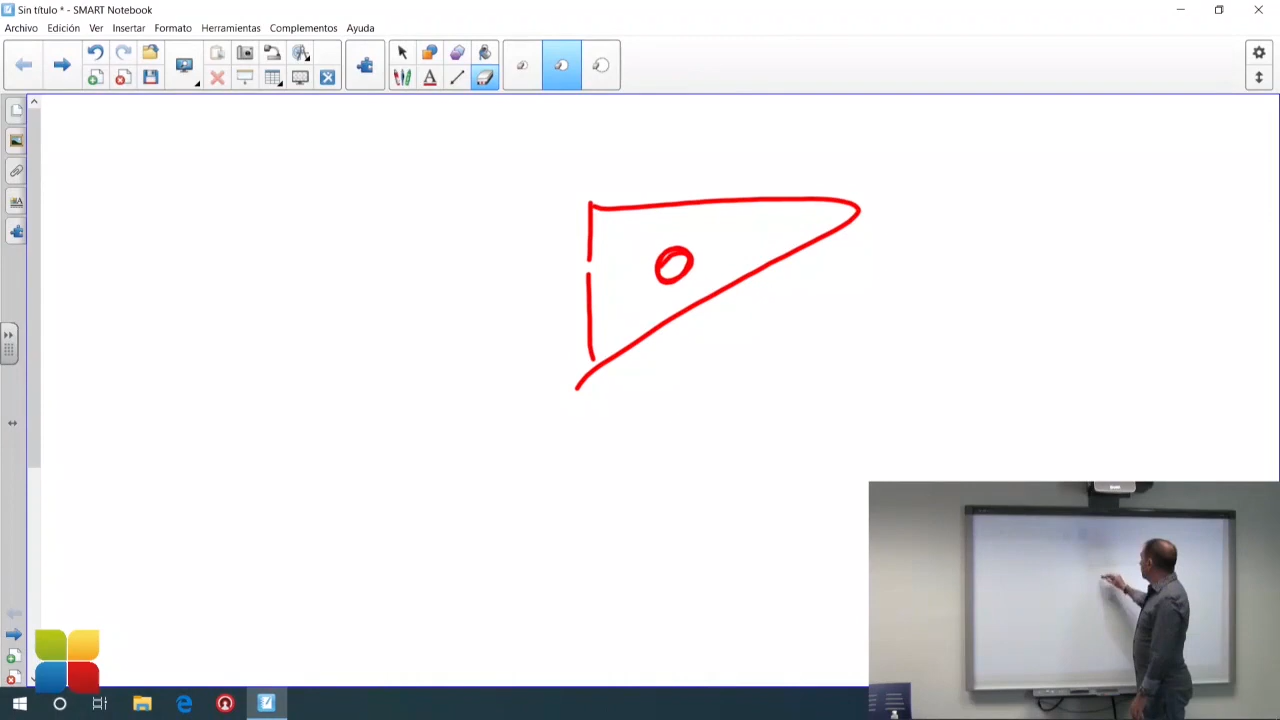 Sin título * - SMART Notebook
Archivo Edición Ver Insertar Formato Herramientas Complementos Ayuda